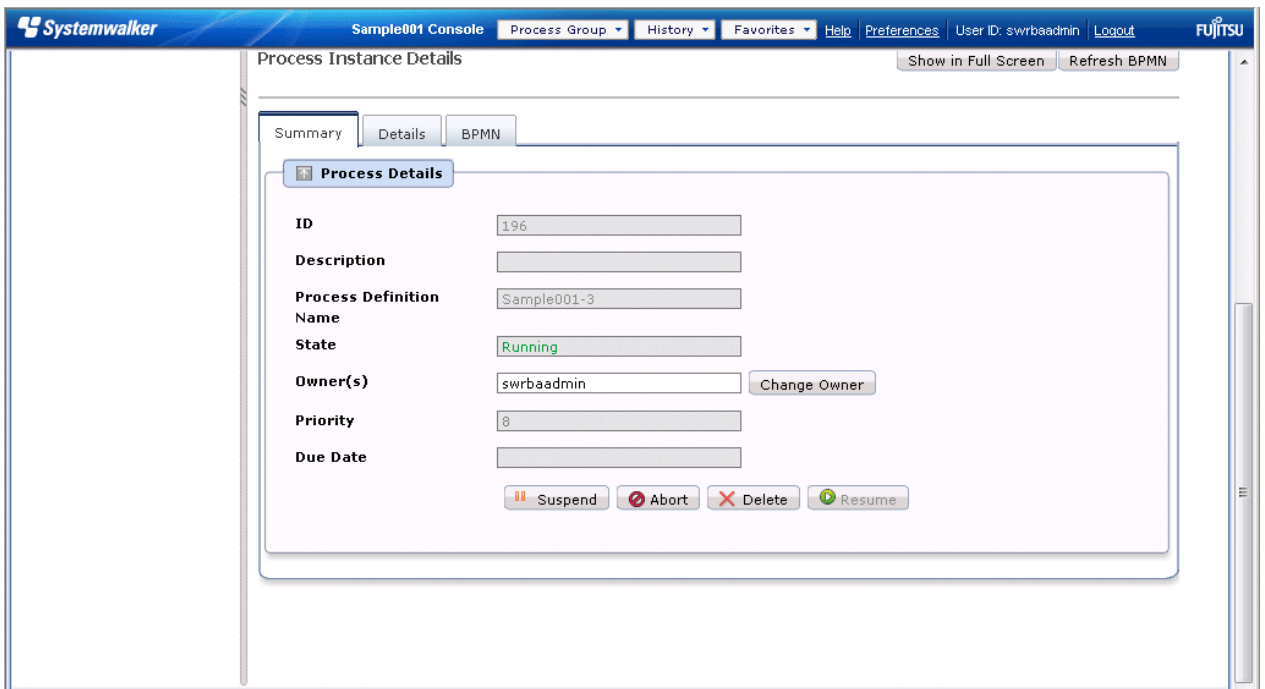 Systemwalker Sample001 Console Process Group History Favorites Help Preferences User ID: swrbaadmin Logout FUJITSU
Process Instance Details Show in Full Screen Refresh BPMN
Summary Details BPMN
Process Details
ID 196
Description
Process Definition Name Sample001-3
State Running
Owner(s) swrbaadmin Change Owner
Priority 8
Due Date
Suspend Abort Delete Resume